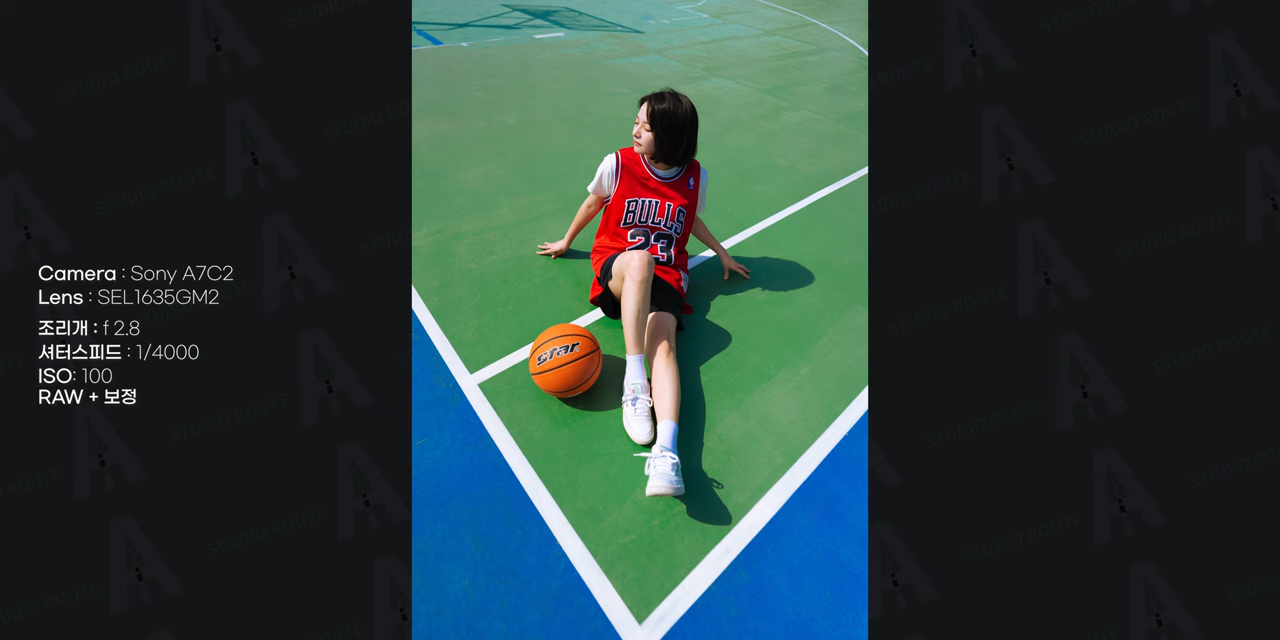 Camera : Sony A7C2
Lens : SEL1635GM2
조리개 : f 2.8
셔터스피드 : 1/4000
ISO: 100
RAW + 보정
BULLS
23
star
STUDIO ROUTE